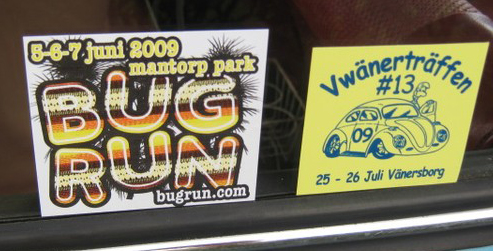 5-6-7 juni 2009
mantorp park
BUG
RUN
bugrun.com
Vwänerträffen
#13
09
25 - 26 Juli Vänersborg